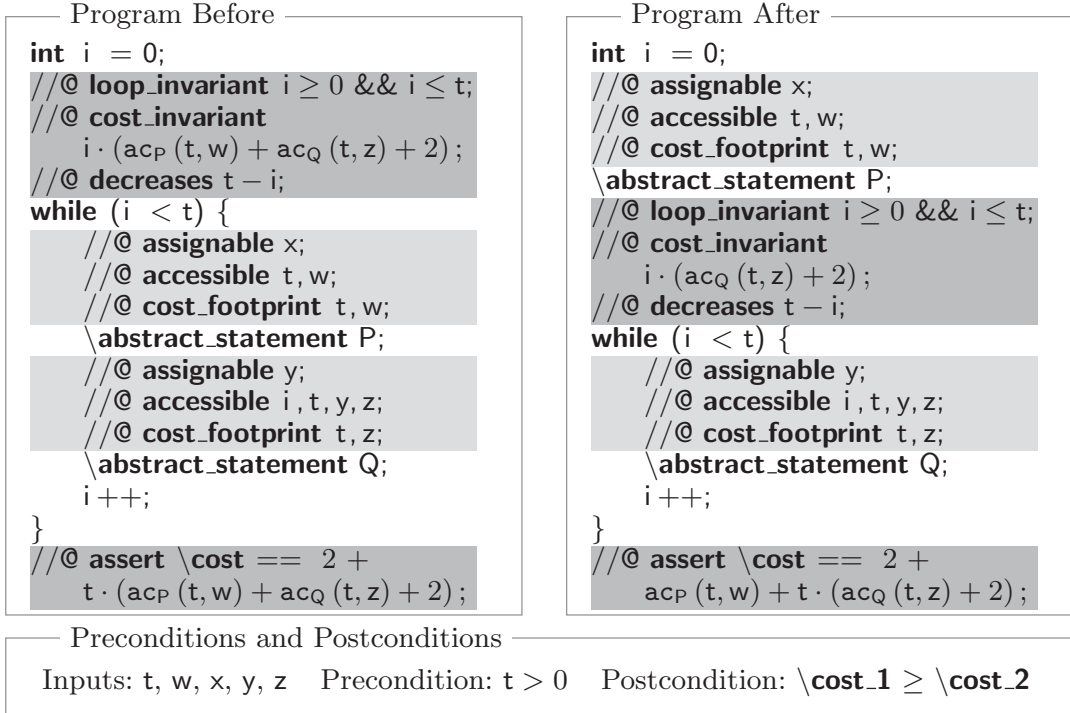 Program Before
int i = 0;
//@ loop_invariant i ≥ 0 && i ≤ t;
//@ cost_invariant
i · (ac_P (t, w) + ac_Q (t, z) + 2) ;
//@ decreases t − i;
while (i < t) {
//@ assignable x;
//@ accessible t, w;
//@ cost_footprint t, w;
\abstract_statement P;
//@ assignable y;
//@ accessible i, t, y, z;
//@ cost_footprint t, z;
\abstract_statement Q;
i ++;
}
//@ assert \cost == 2 +
t · (ac_P (t, w) + ac_Q (t, z) + 2) ;
Program After
int i = 0;
//@ assignable x;
//@ accessible t, w;
//@ cost_footprint t, w;
\abstract_statement P;
//@ loop_invariant i ≥ 0 && i ≤ t;
//@ cost_invariant
i · (ac_Q (t, z) + 2) ;
//@ decreases t − i;
while (i < t) {
//@ assignable y;
//@ accessible i, t, y, z;
//@ cost_footprint t, z;
\abstract_statement Q;
i ++;
}
//@ assert \cost == 2 +
ac_P (t, w) + t · (ac_Q (t, z) + 2) ;
Preconditions and Postconditions
Inputs: t, w, x, y, z Precondition: t > 0 Postcondition: \cost_1 ≥ \cost_2